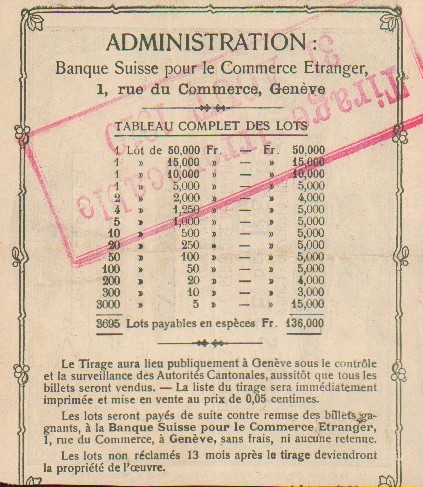 ADMINISTRATION:
Banque Suisse pour le Commerce Etranger,
1, rue du Commerce, Genève
TABLEAU COMPLET DES LOTS
1 Lot de 50,000 Fr. — Fr. 50,000
1 » 15,000 » — » 15,000
1 » 10,000 » — » 10,000
1 » 5,000 » — » 5,000
2 » 2,000 » — » 4,000
4 » 1,250 » — » 5,000
5 » 1,000 » — » 5,000
10 » 500 » — » 5,000
20 » 250 » — » 5,000
50 » 100 » — » 5,000
100 » 50 » — » 5,000
200 » 20 » — » 4,000
300 » 10 » — » 3,000
3000 » 5 » — » 15,000
3695 Lots payables en espèces Fr. 136,000
Le Tirage aura lieu publiquement à Genève sous le contrôle
et la surveillance des Autorités Cantonales, aussitôt que tous les
billets seront vendus. — La liste du tirage sera immédiatement
imprimée et mise en vente au prix de 0,05 centimes.
Les lots seront payés de suite contre remise des billets ga-
gnants, à la Banque Suisse pour le Commerce Etranger,
1, rue du Commerce, à Genève, sans frais, ni aucune retenue.
Les lots non réclamés 13 mois après le tirage deviendront
la propriété de l'œuvre.
Tirage